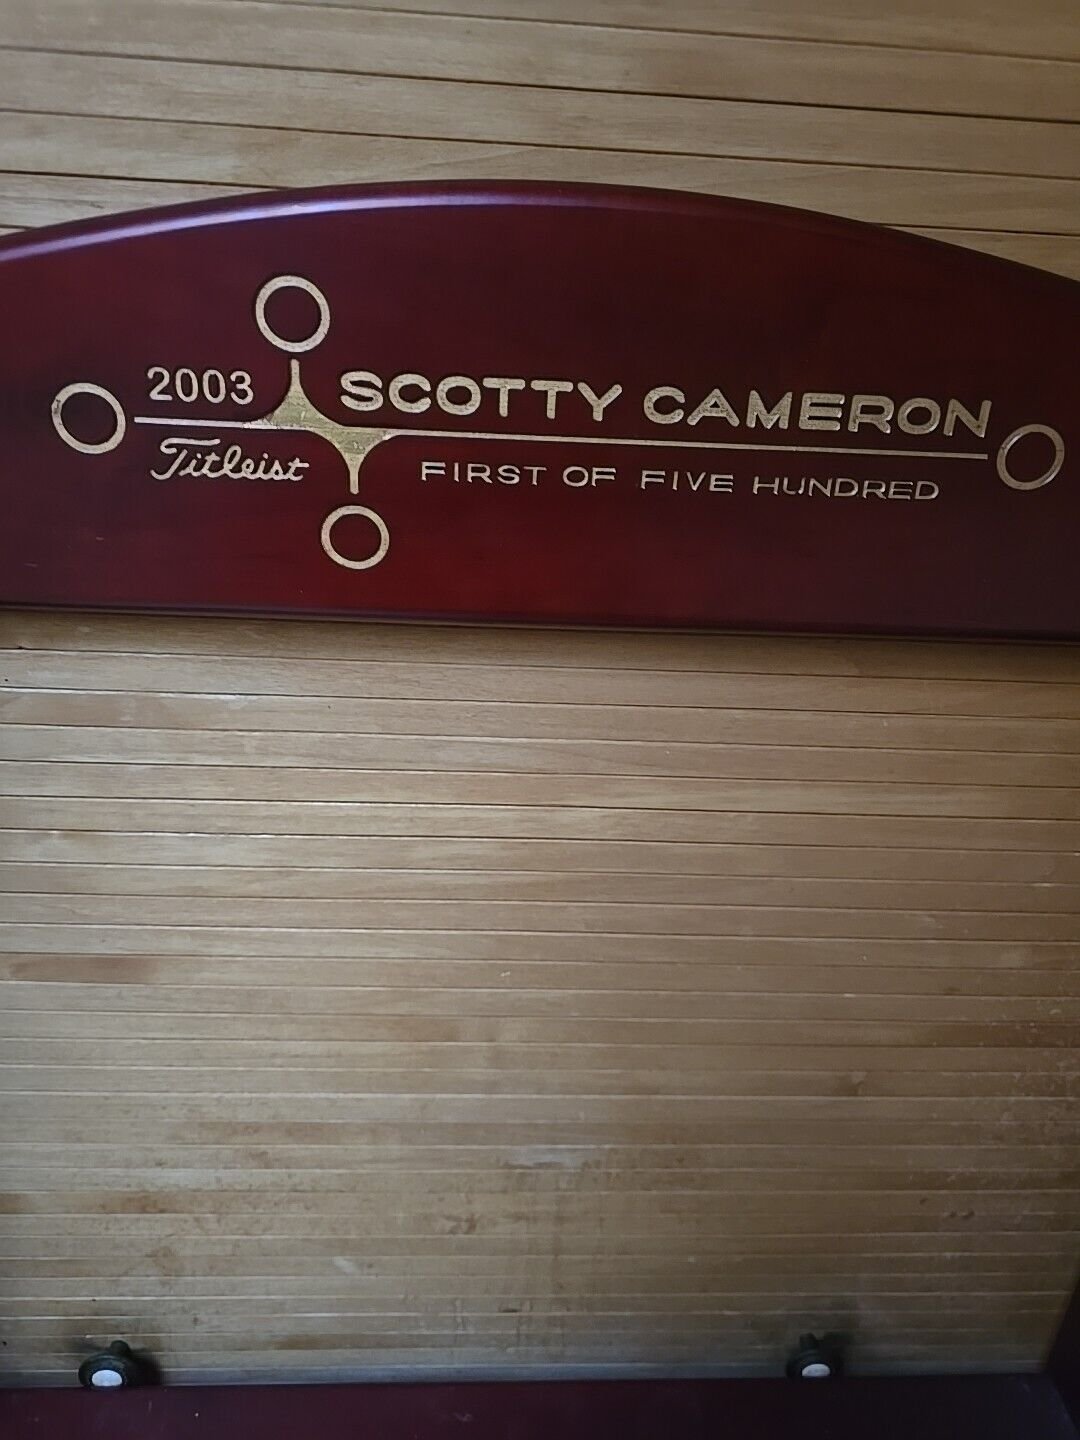 2003
SCOTTY CAMERON
Titleist
FIRST OF FIVE HUNDRED